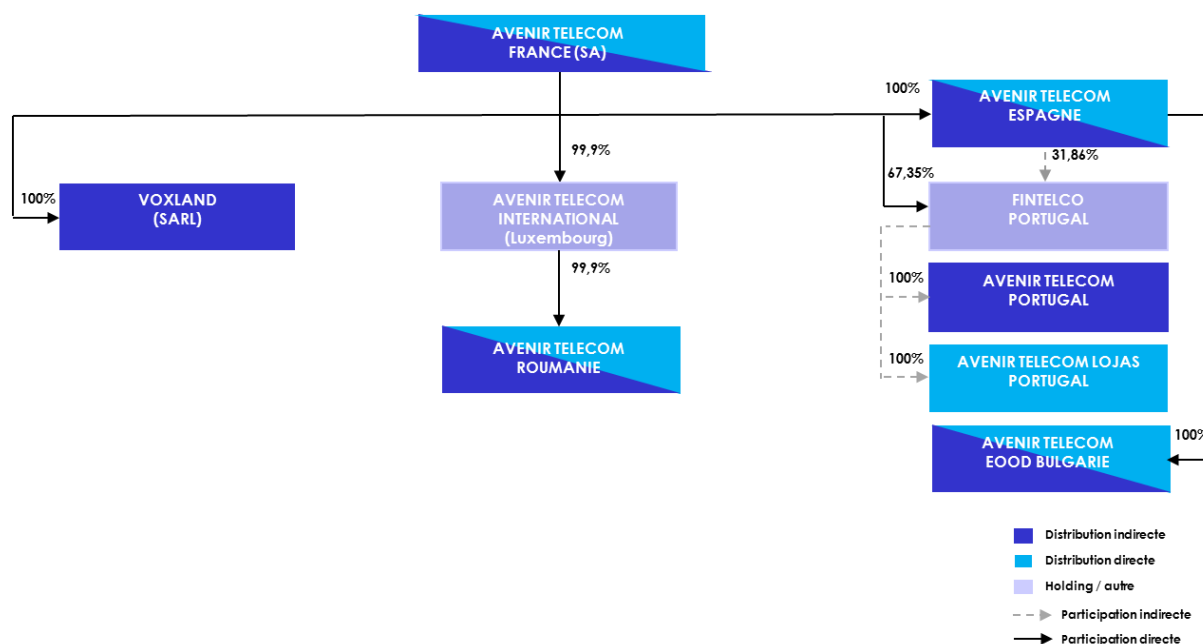 AVENIR TELECOM
FRANCE (SA)
100%
AVENIR TELECOM
ESPAGNE
99,9%
31,86%
67,35%
100%
VOXLAND
(SARL)
AVENIR TELECOM
INTERNATIONAL
(Luxembourg)
FINTELCO
PORTUGAL
99,9%
100%
AVENIR TELECOM
PORTUGAL
AVENIR TELECOM
ROUMANIE
100%
AVENIR TELECOM LOJAS
PORTUGAL
AVENIR TELECOM
EOOD BULGARIE
100%
Distribution indirecte
Distribution directe
Holding / autre
Participation indirecte
Participation directe